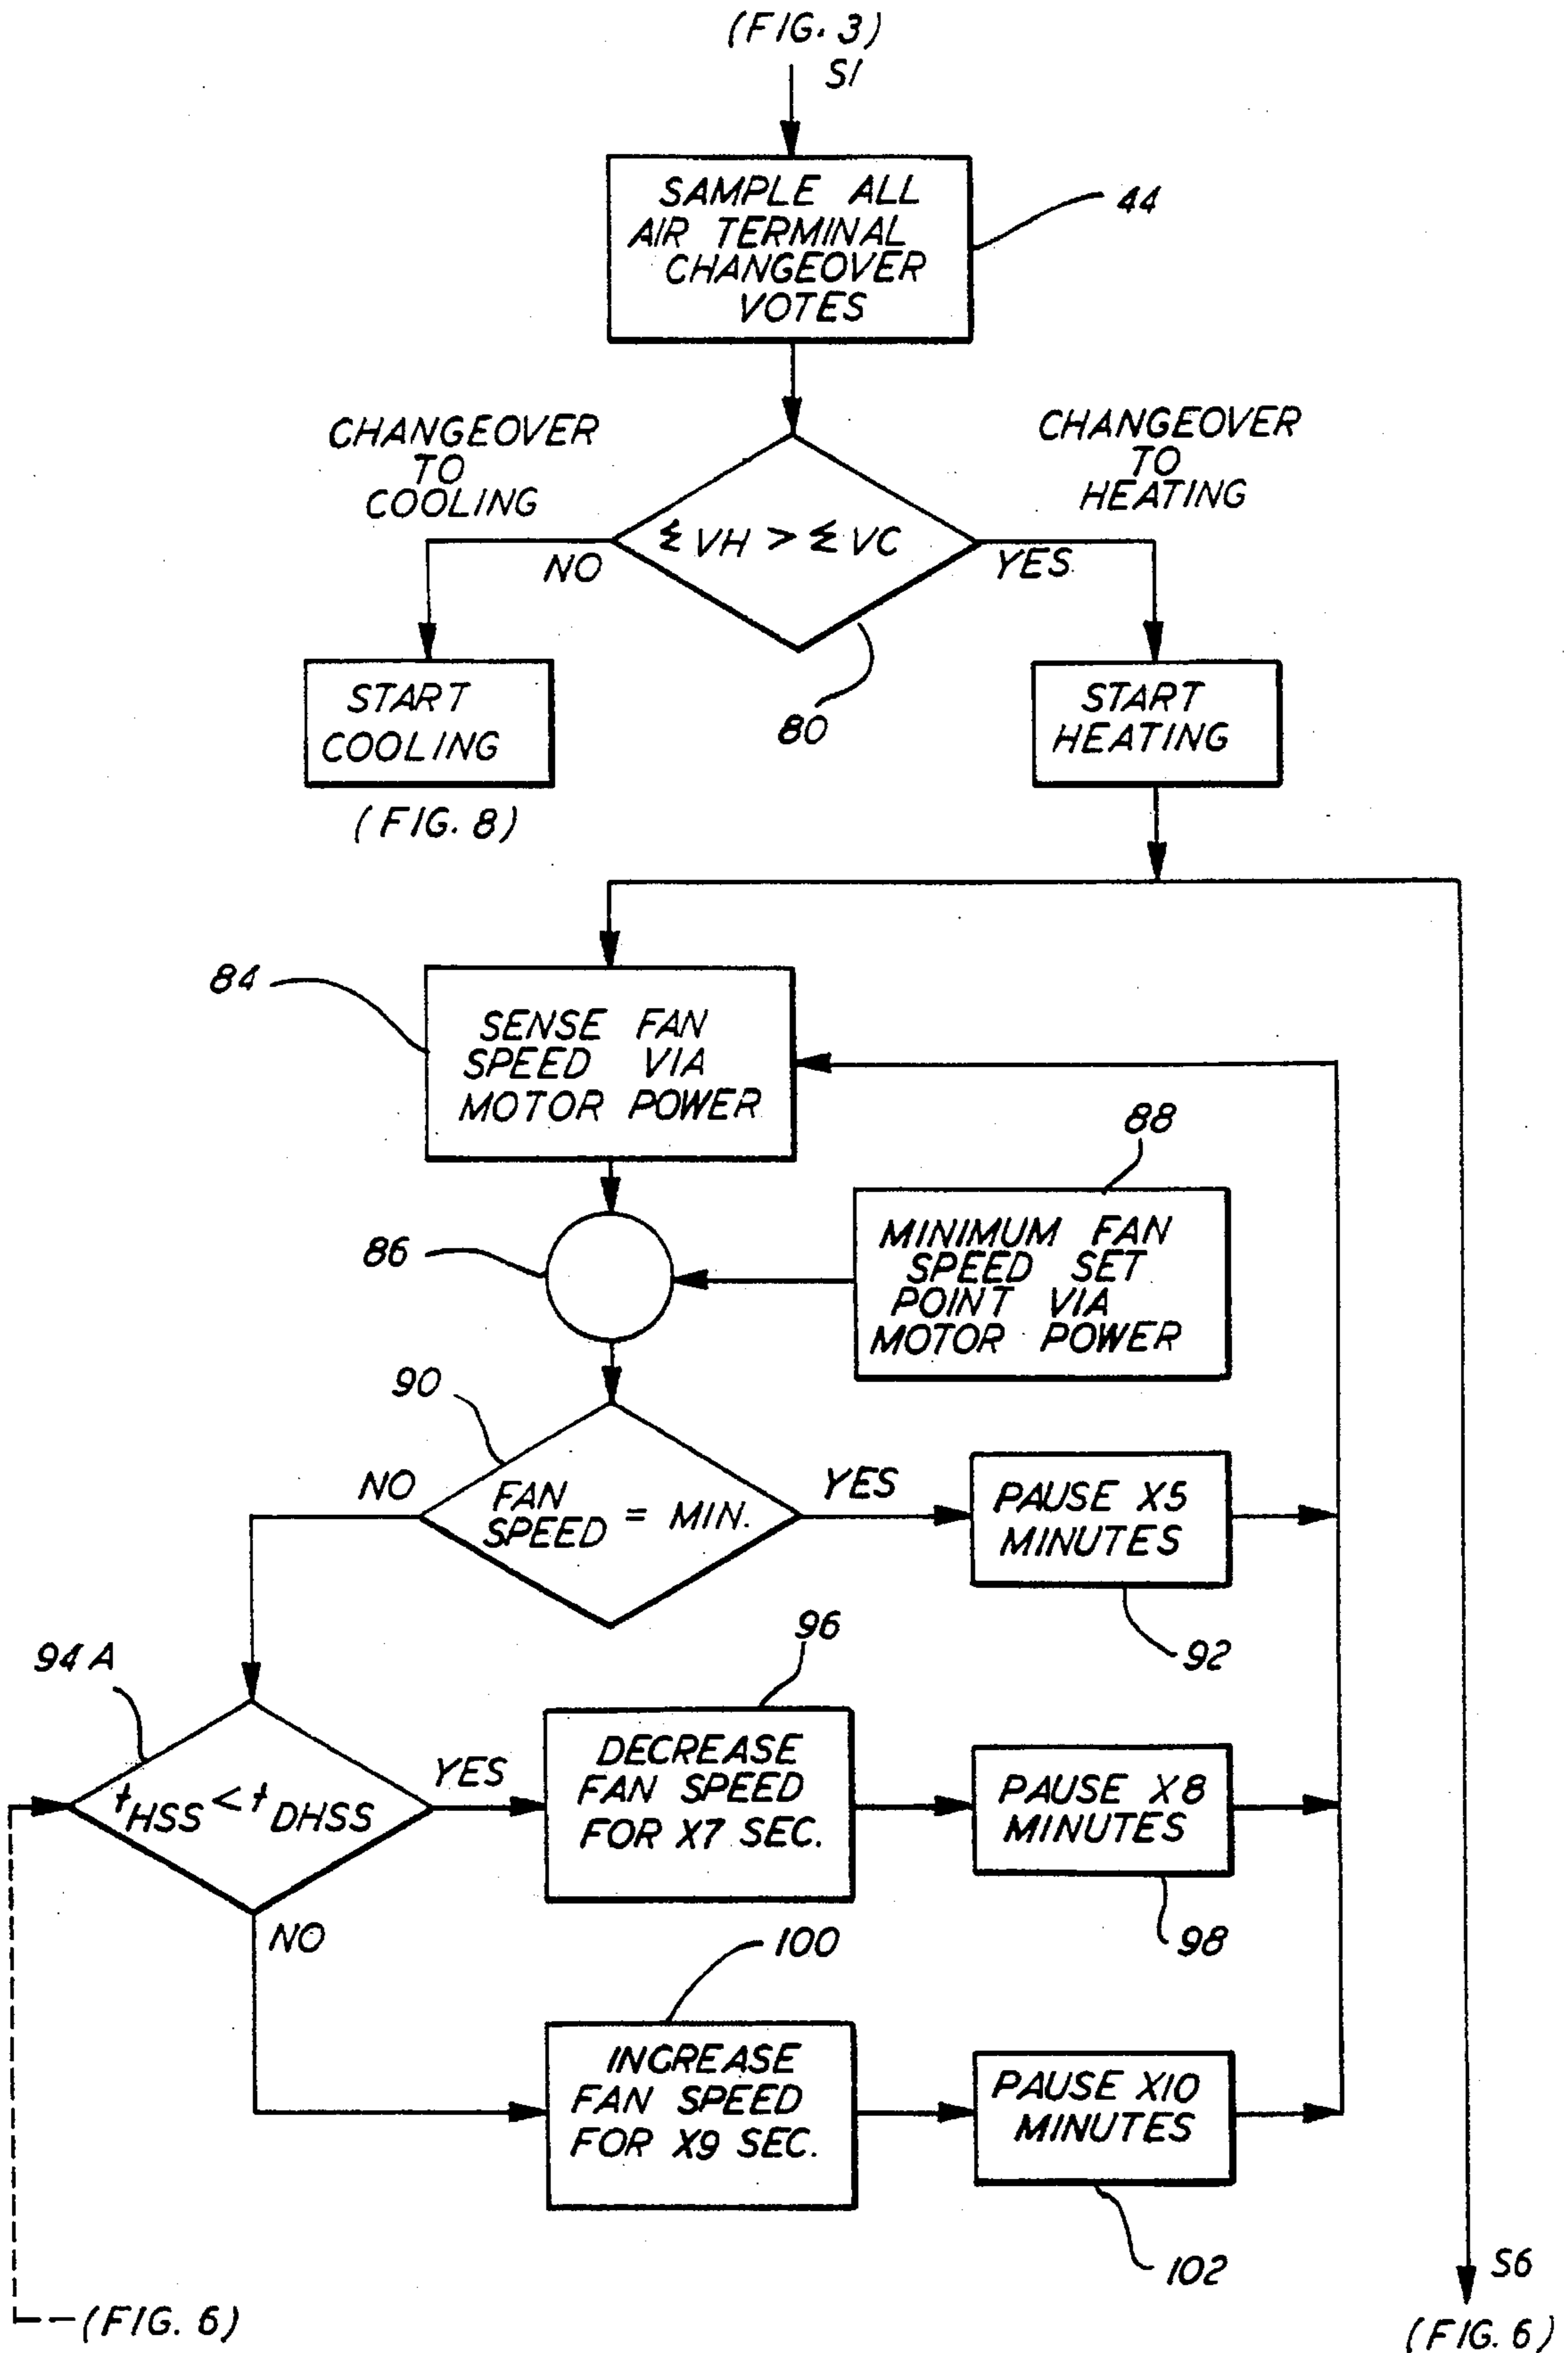 (FIG. 3)
S1
SAMPLE ALL
AIR TERMINAL
CHANGEOVER
VOTES
44
CHANGEOVER
TO
COOLING
CHANGEOVER
TO
HEATING
Σ VH > Σ VC
NO
YES
80
START
COOLING
(FIG. 8)
START
HEATING
84
SENSE FAN
SPEED VIA
MOTOR POWER
88
86
MINIMUM FAN
SPEED SET
POINT VIA
MOTOR POWER
90
NO
FAN
SPEED = MIN.
YES
PAUSE X5
MINUTES
92
94A
96
tHSS < tDHSS
YES
DECREASE
FAN SPEED
FOR X7 SEC.
PAUSE X8
MINUTES
98
NO
100
INCREASE
FAN SPEED
FOR X9 SEC.
PAUSE X10
MINUTES
102
S6
(FIG. 6)
(FIG. 6)